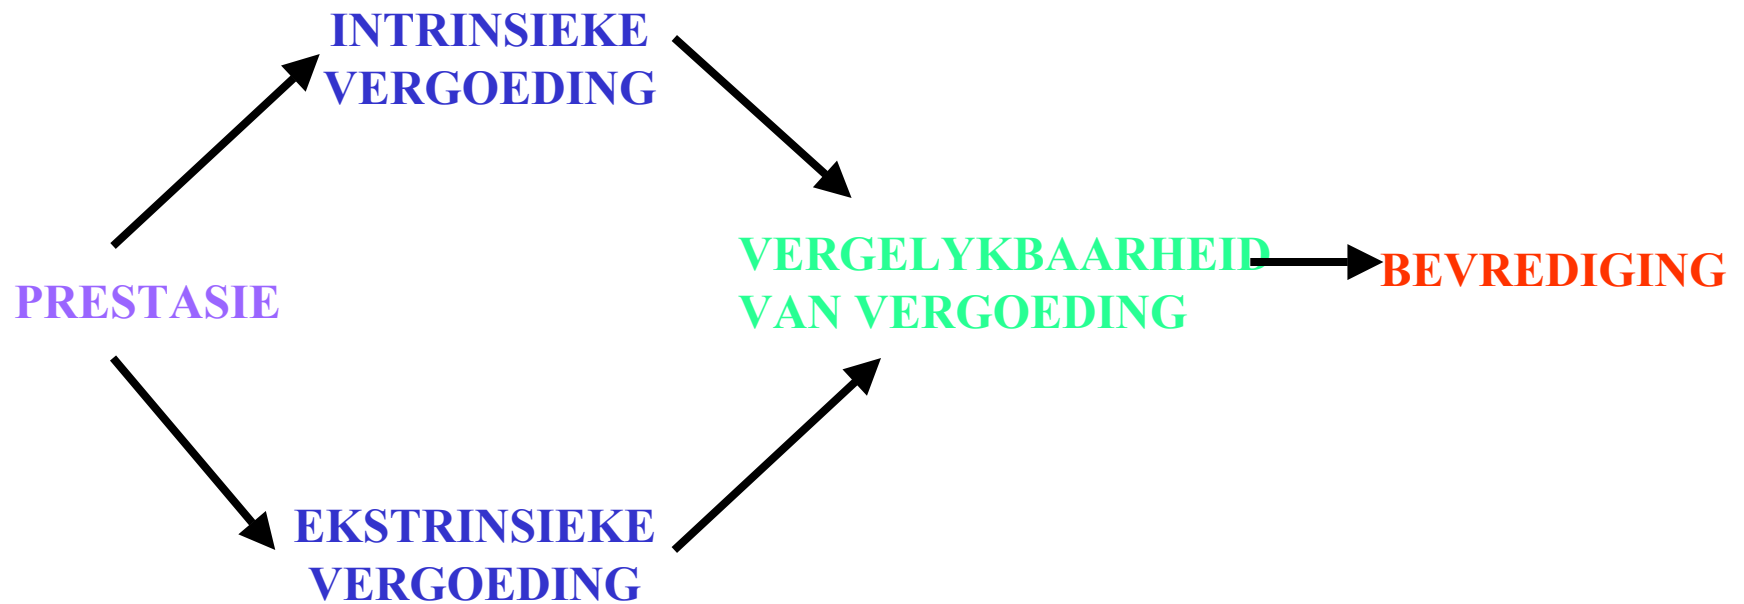 INTRINSIEKE
VERGOEDING
VERGELYKBAARHEID
VAN VERGOEDING
BEVREDIGING
PRESTASIE
EKSTRINSIEKE
VERGOEDING